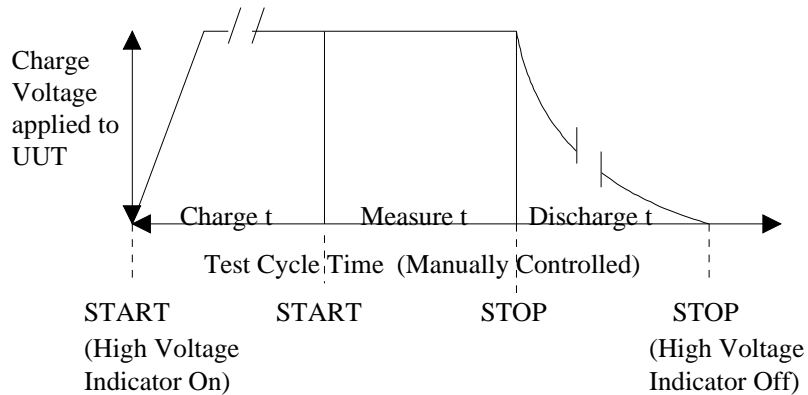 Charge
Voltage
applied to
UUT
Charge t
Measure t
Discharge t
Test Cycle Time (Manually Controlled)
START
(High Voltage
Indicator On)
START
STOP
STOP
(High Voltage
Indicator Off)